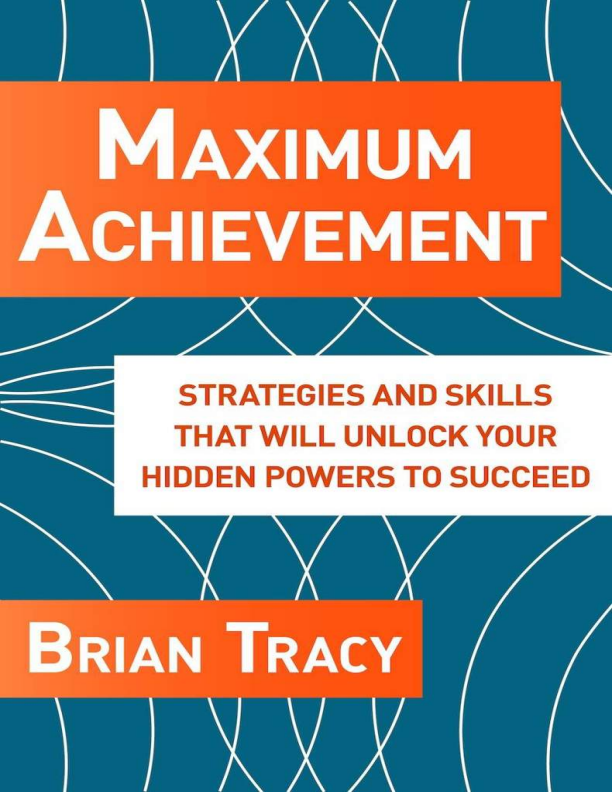 MAXIMUM
ACHIEVEMENT
STRATEGIES AND SKILLS
THAT WILL UNLOCK YOUR
HIDDEN POWERS TO SUCCEED
BRIAN TRACY